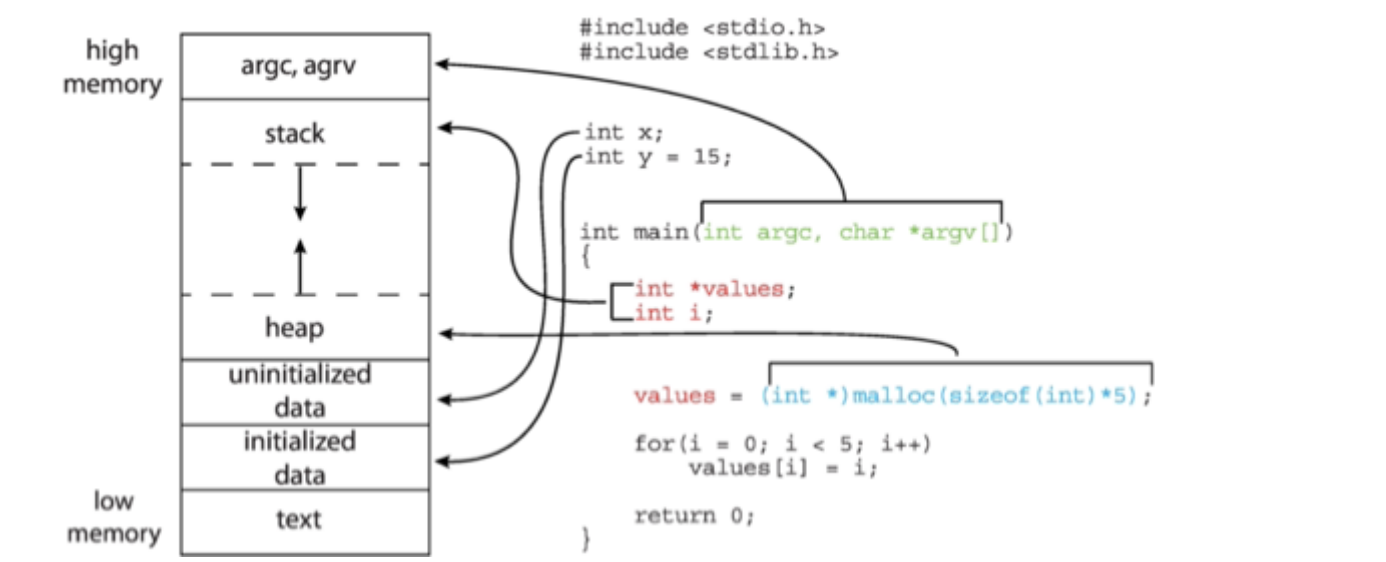 high
memory
argc, agrv
stack
heap
uninitialized
data
initialized
data
text
low
memory
#include <stdio.h>
#include <stdlib.h>
int x;
int y = 15;
int main(int argc, char *argv[])
{
int *values;
int i;
values = (int *)malloc(sizeof(int)*5);
for(i = 0; i < 5; i++)
values[i] = i;
return 0;
}